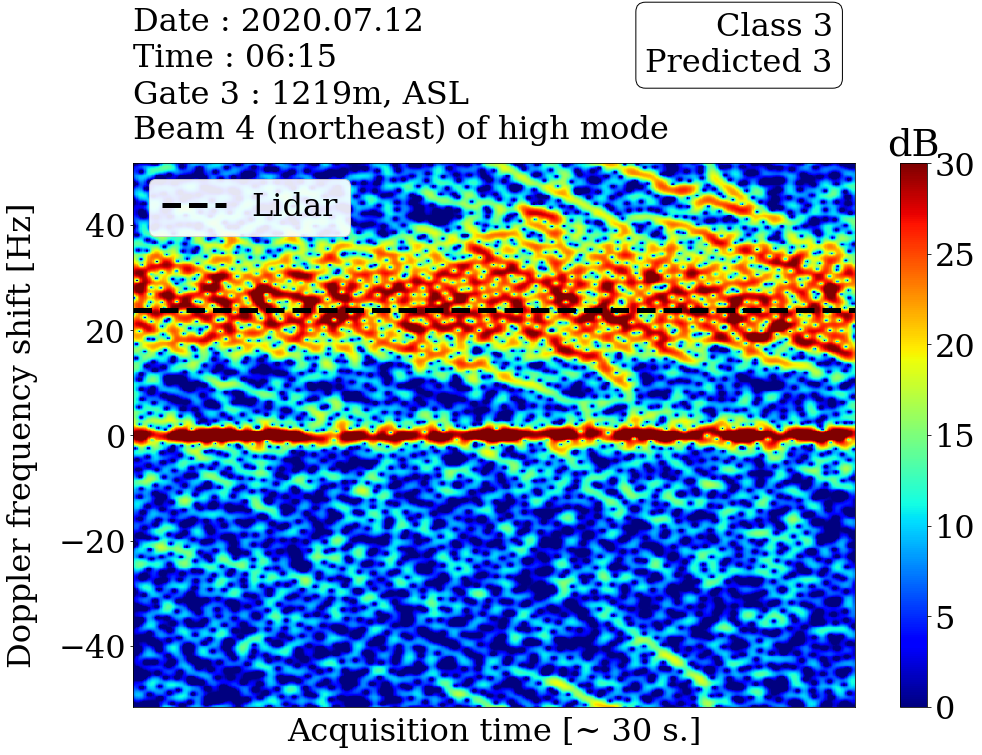 Date : 2020.07.12
Time : 06:15
Gate 3 : 1219m, ASL
Beam 4 (northeast) of high mode
Class 3
Predicted 3
dB
Lidar
Doppler frequency shift [Hz]
40
20
0
−20
−40
30
25
20
15
10
5
0
Acquisition time [~ 30 s.]